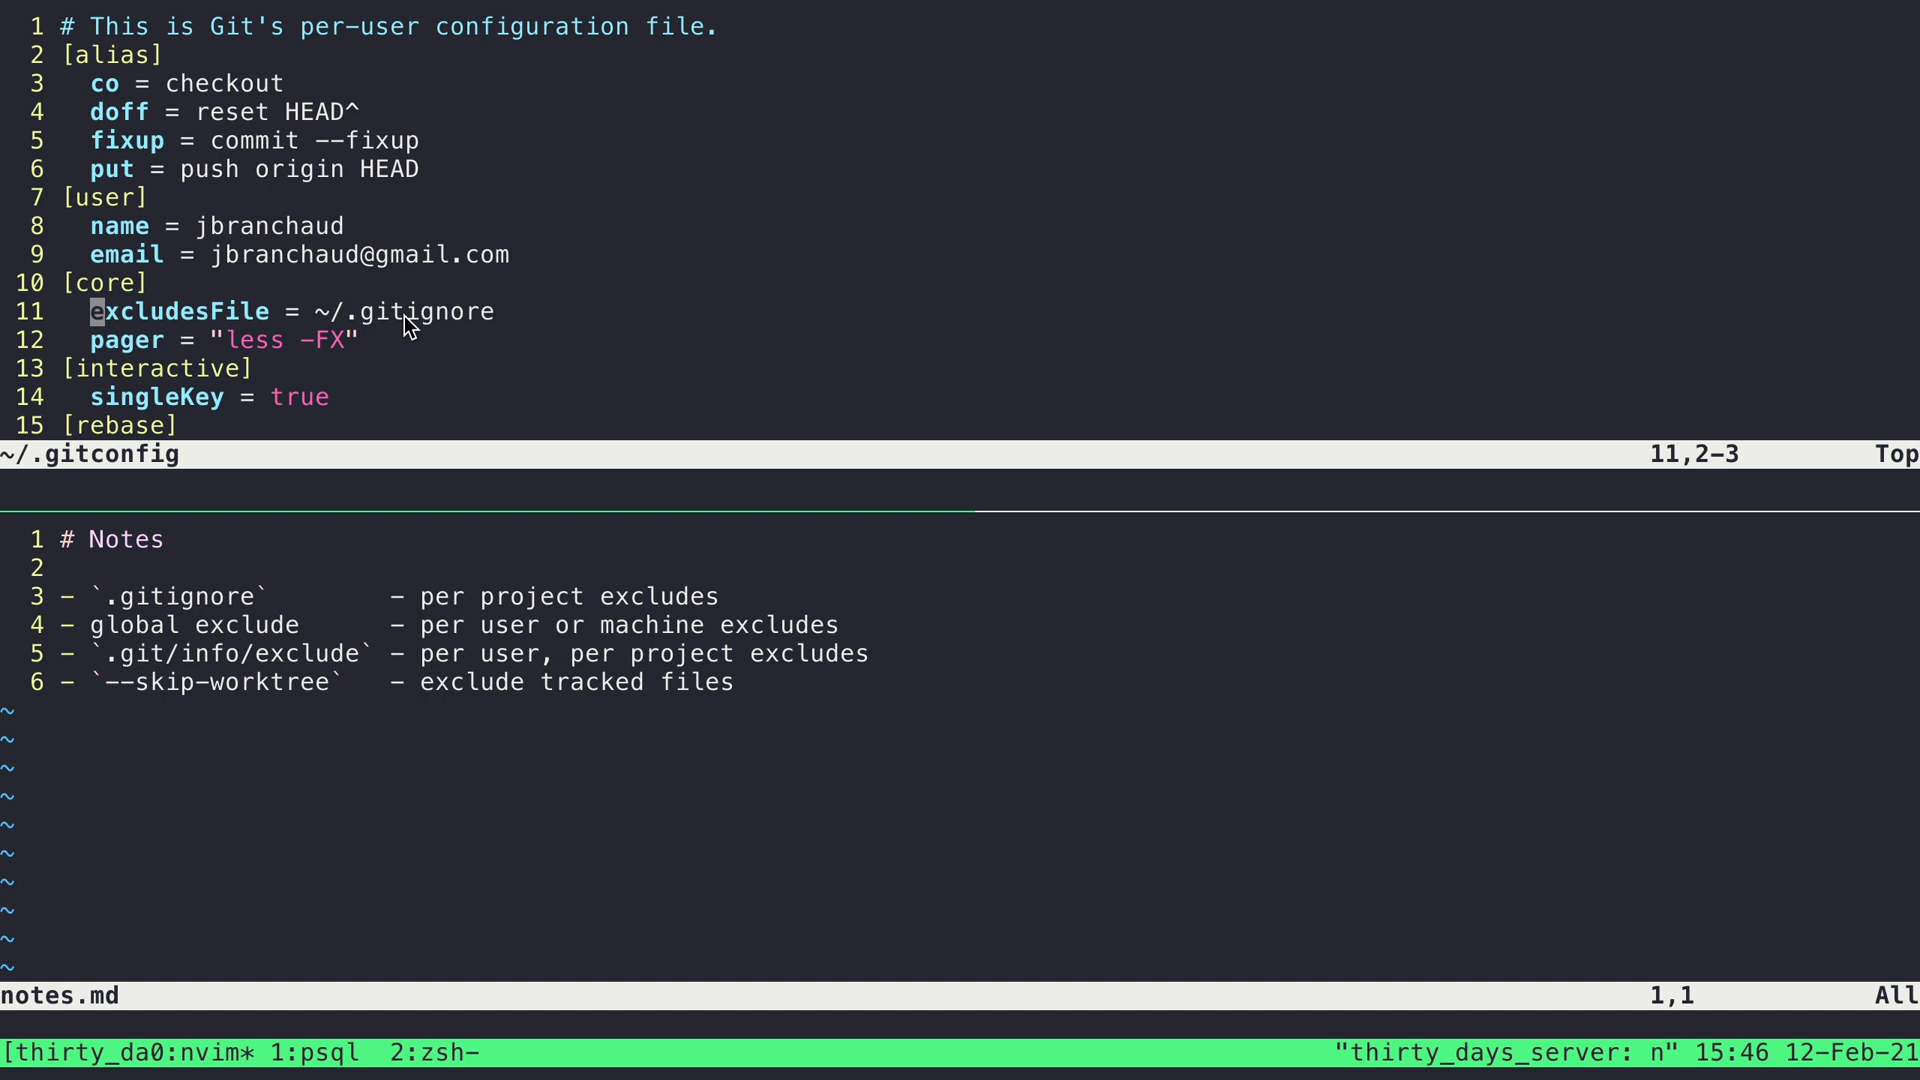 1 # This is Git's per-user configuration file.
2 [alias]
3   co = checkout
4   doff = reset HEAD^
5   fixup = commit --fixup
6   put = push origin HEAD
7 [user]
8   name = jbranchaud
9   email = jbranchaud@gmail.com
10 [core]
11   excludesFile = ~/.gitignore
12   pager = "less -FX"
13 [interactive]
14   singleKey = true
15 [rebase]
~/.gitconfig 11,2-3 Top
1 # Notes
2
3 - `.gitignore`        - per project excludes
4 - global exclude      - per user or machine excludes
5 - `.git/info/exclude` - per user, per project excludes
6 - `--skip-worktree`   - exclude tracked files
~
~
~
~
~
~
~
~
~
~
notes.md 1,1 All
[thirty_da0:nvim* 1:psql  2:zsh- "thirty_days_server: n" 15:46 12-Feb-21